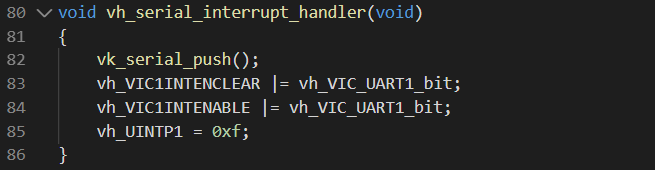 80 void vh_serial_interrupt_handler(void)
81 {
82     vk_serial_push();
83     vh_VIC1INTENCLEAR |= vh_VIC_UART1_bit;
84     vh_VIC1INTENABLE |= vh_VIC_UART1_bit;
85     vh_UINTP1 = 0xf;
86 }